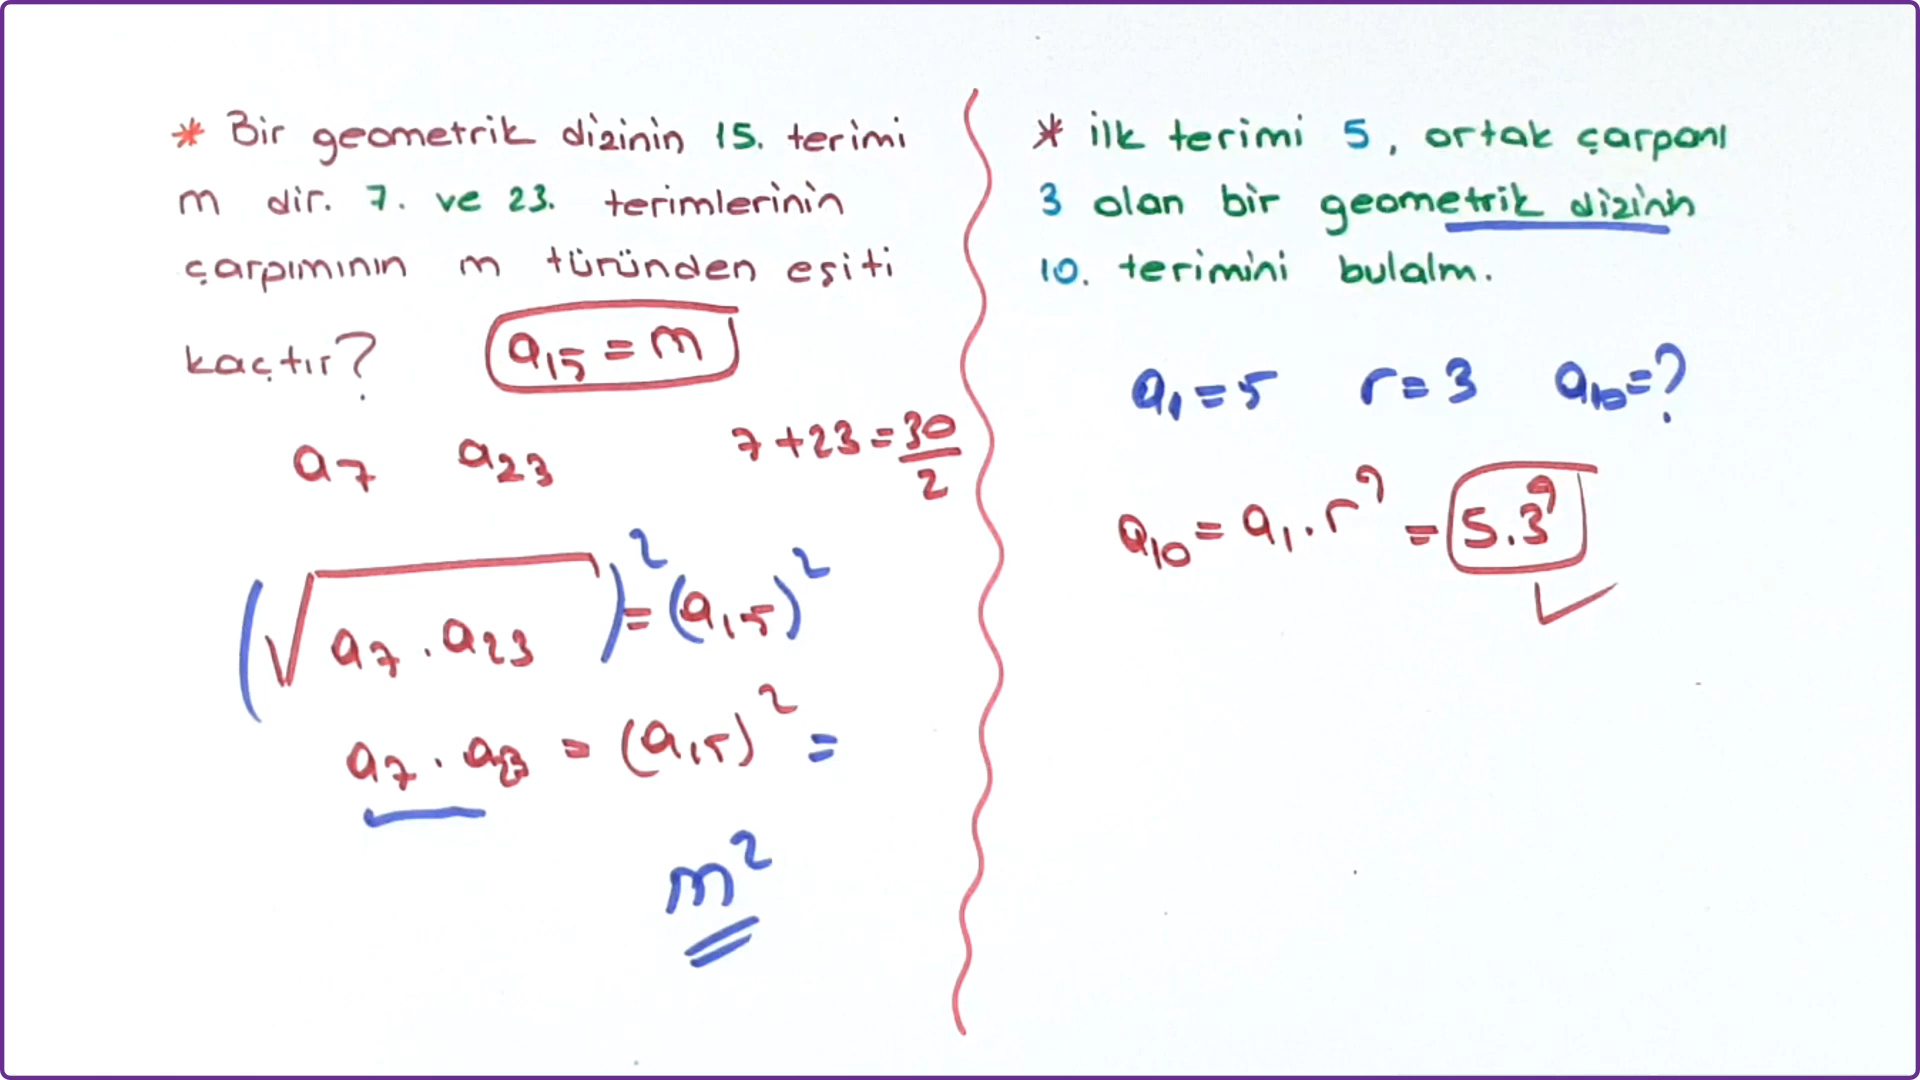 * Bir geometrik dizinin 15. terimi
m dir. 7. ve 23. terimlerinin
çarpımının m türünden eşiti
kaçtır? a₁₅ = m
a₇ a₂₃ 7+23=30/2
(√(a₇ . a₂₃))² = (a₁₅)²
a₇ . a₂₃ = (a₁₅)² =
m²
* ilk terimi 5, ortak çarpanı
3 olan bir geometrik dizinin
10. terimini bulalm.
a₁ = 5 r = 3 a₁₀ = ?
a₁₀ = a₁ . r⁹ = 5.3⁹